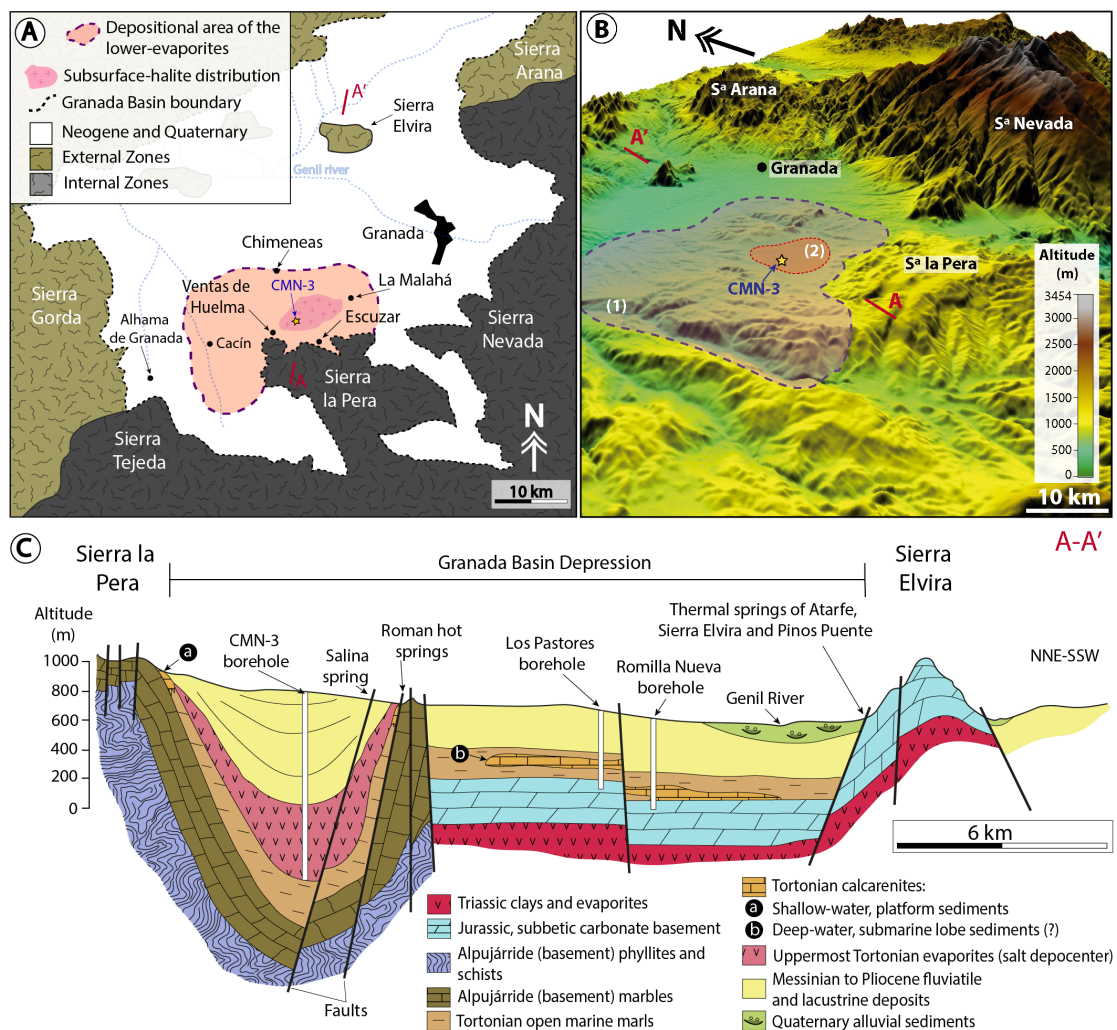 A
Depositional area of the
lower-evaporites
Subsurface-halite distribution
Granada Basin boundary
Neogene and Quaternary
External Zones
Internal Zones
A'
Sierra
Elvira
Sierra
Arana
Genil river
Granada
Chimeneas
CMN-3
La Malahá
Ventas de
Huelma
Escuzar
Alhama
de Granada
Cacín
Sierra
Gorda
Sierra
Nevada
A
Sierra
la Pera
Sierra
Tejeda
N
10 km
B
N
Sª Arana
Sª Nevada
A'
Granada
(2)
CMN-3
Sª la Pera
(1)
A
Altitude
(m)
3454
3000
2500
2000
1500
1000
500
0
10 km
C
A-A'
Sierra la
Pera
Granada Basin Depression
Sierra
Elvira
Altitude
(m)
1000
800
600
400
200
0
a
CMN-3
borehole
Salina
spring
Roman hot
springs
Los Pastores
borehole
Thermal springs of Atarfe,
Sierra Elvira and Pinos Puente
Romilla Nueva
borehole
Genil River
NNE-SSW
b
6 km
Faults
Triassic clays and evaporites
Jurassic, subbetic carbonate basement
Alpujárride (basement) phyllites and
schists
Alpujárride (basement) marbles
Tortonian open marine marls
Tortonian calcarenites:
a Shallow-water, platform sediments
b Deep-water, submarine lobe sediments (?)
Uppermost Tortonian evaporites (salt depocenter)
Messinian to Pliocene fluviatile
and lacustrine deposits
Quaternary alluvial sediments